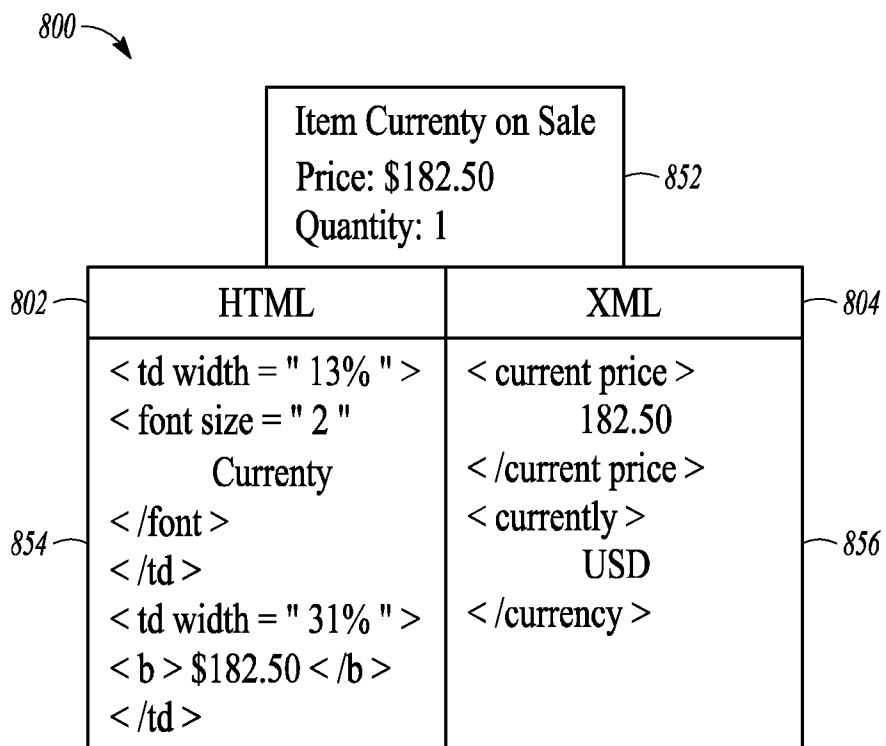 800
Item Currenty on Sale
Price: $182.50
852
Quantity: 1
802
HTML
XML
804
< td width = " 13% " >
< font size = " 2 "
Currenty
< /font >
854
< /td >
< td width = " 31% " >
< b > $182.50 < /b >
< /td >
< current price >
182.50
< /current price >
< currently >
USD
856
< /currency >